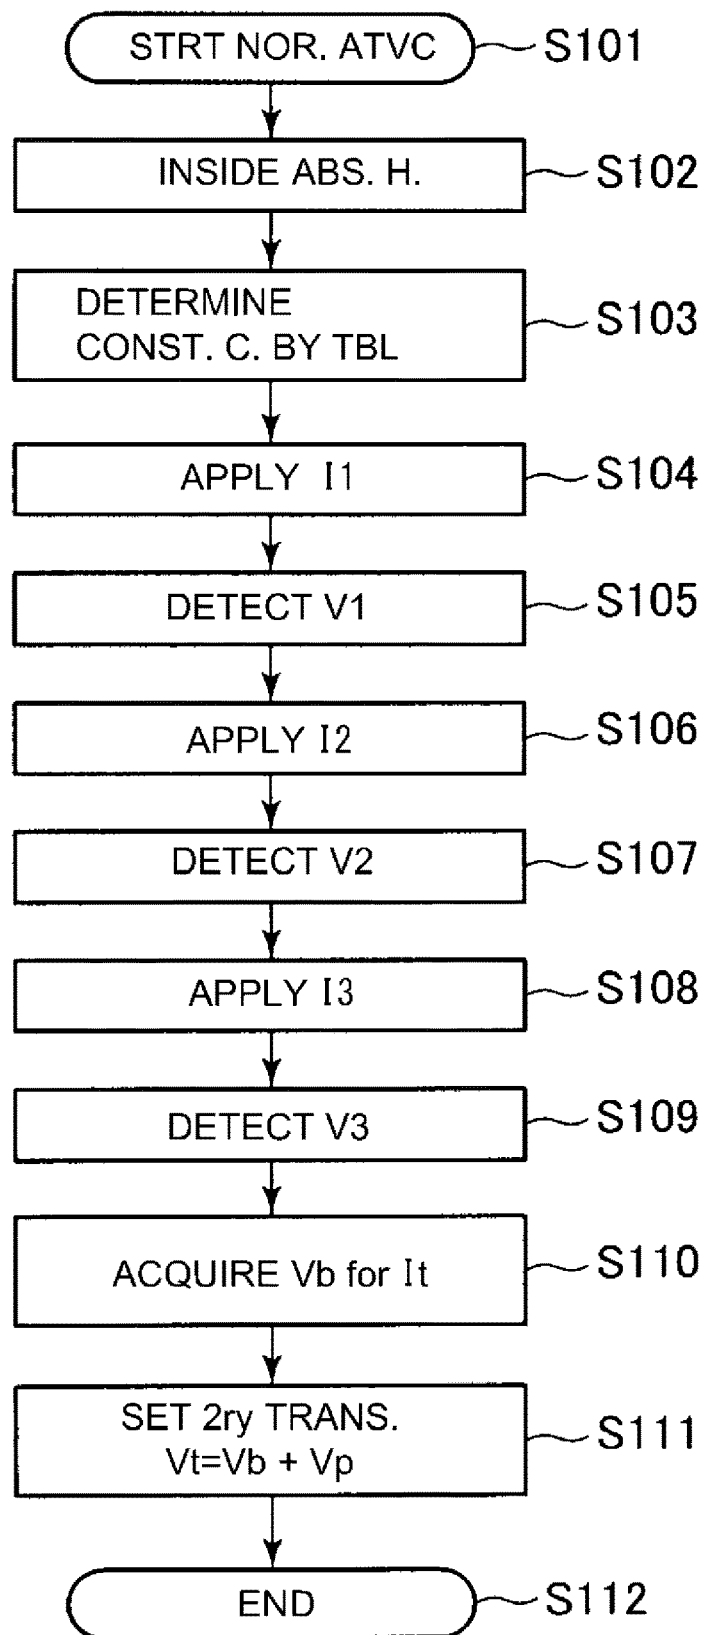 STRT NOR. ATVC S101
INSIDE ABS. H. S102
DETERMINE
CONST. C. BY TBL S103
APPLY I1 S104
DETECT V1 S105
APPLY I2 S106
DETECT V2 S107
APPLY I3 S108
DETECT V3 S109
ACQUIRE Vb for It S110
SET 2ry TRANS.
Vt=Vb + Vp S111
END S112